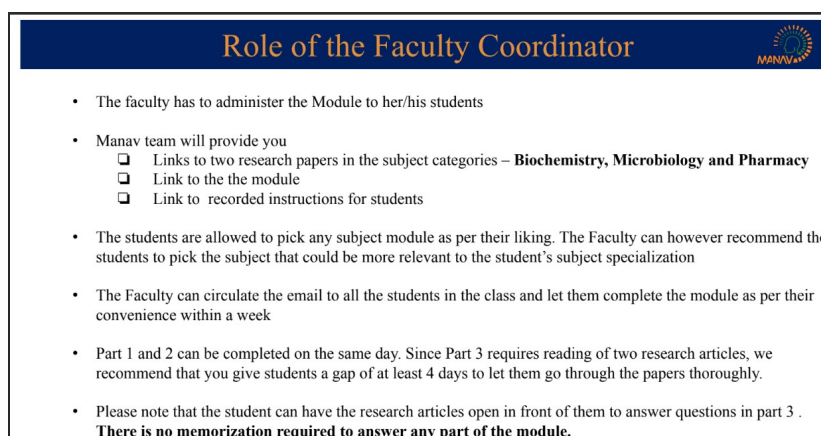 Role of the Faculty Coordinator
MANAV
• The faculty has to administer the Module to her/his students
• Manav team will provide you
❑ Links to two research papers in the subject categories – Biochemistry, Microbiology and Pharmacy
❑ Link to the the module
❑ Link to recorded instructions for students
• The students are allowed to pick any subject module as per their liking. The Faculty can however recommend the
students to pick the subject that could be more relevant to the student's subject specialization
• The Faculty can circulate the email to all the students in the class and let them complete the module as per their
convenience within a week
• Part 1 and 2 can be completed on the same day. Since Part 3 requires reading of two research articles, we
recommend that you give students a gap of at least 4 days to let them go through the papers thoroughly.
• Please note that the student can have the research articles open in front of them to answer questions in part 3 .
There is no memorization required to answer any part of the module.